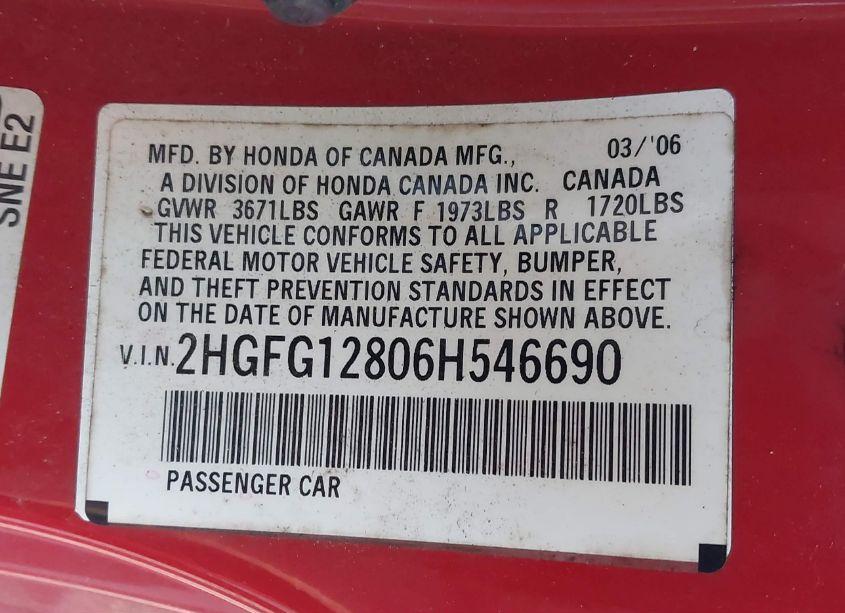 SNE E2
MFD. BY HONDA OF CANADA MFG., 03/'06
A DIVISION OF HONDA CANADA INC. CANADA
GVWR 3671LBS GAWR F 1973LBS R 1720LBS
THIS VEHICLE CONFORMS TO ALL APPLICABLE
FEDERAL MOTOR VEHICLE SAFETY, BUMPER,
AND THEFT PREVENTION STANDARDS IN EFFECT
ON THE DATE OF MANUFACTURE SHOWN ABOVE.
V.I.N. 2HGFG12806H546690
PASSENGER CAR